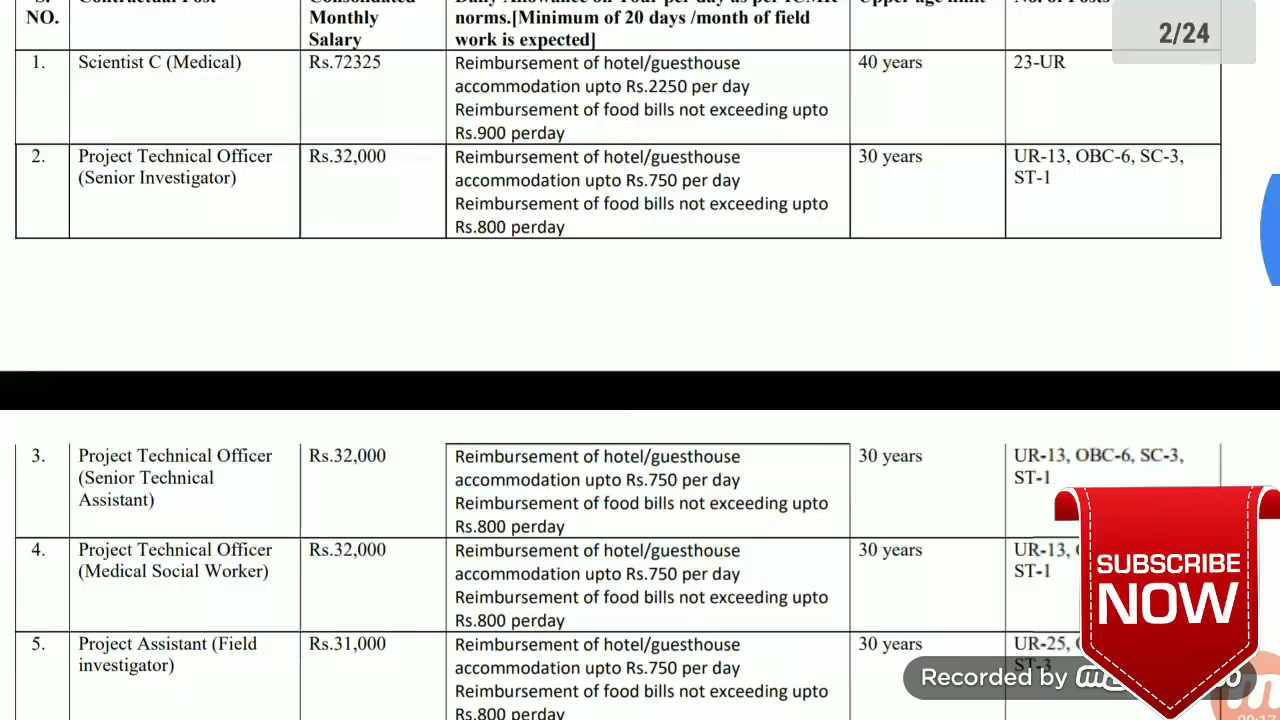 2/24
NO.
Monthly
Salary
norms.[Minimum of 20 days /month of field
work is expected]
1.
Scientist C (Medical)
Rs.72325
Reimbursement of hotel/guesthouse
accommodation upto Rs.2250 per day
Reimbursement of food bills not exceeding upto
Rs.900 perday
40 years
23-UR
2.
Project Technical Officer
(Senior Investigator)
Rs.32,000
Reimbursement of hotel/guesthouse
accommodation upto Rs.750 per day
Reimbursement of food bills not exceeding upto
Rs.800 perday
30 years
UR-13, OBC-6, SC-3,
ST-1
3.
Project Technical Officer
(Senior Technical
Assistant)
Rs.32,000
Reimbursement of hotel/guesthouse
accommodation upto Rs.750 per day
Reimbursement of food bills not exceeding upto
Rs.800 perday
30 years
UR-13, OBC-6, SC-3,
ST-1
4.
Project Technical Officer
(Medical Social Worker)
Rs.32,000
Reimbursement of hotel/guesthouse
accommodation upto Rs.750 per day
Reimbursement of food bills not exceeding upto
Rs.800 perday
30 years
UR-13,
ST-1
5.
Project Assistant (Field
investigator)
Rs.31,000
Reimbursement of hotel/guesthouse
accommodation upto Rs.750 per day
Reimbursement of food bills not exceeding upto
Rs.800 perday
30 years
UR-25,
ST-3
SUBSCRIBE
NOW
Recorded by